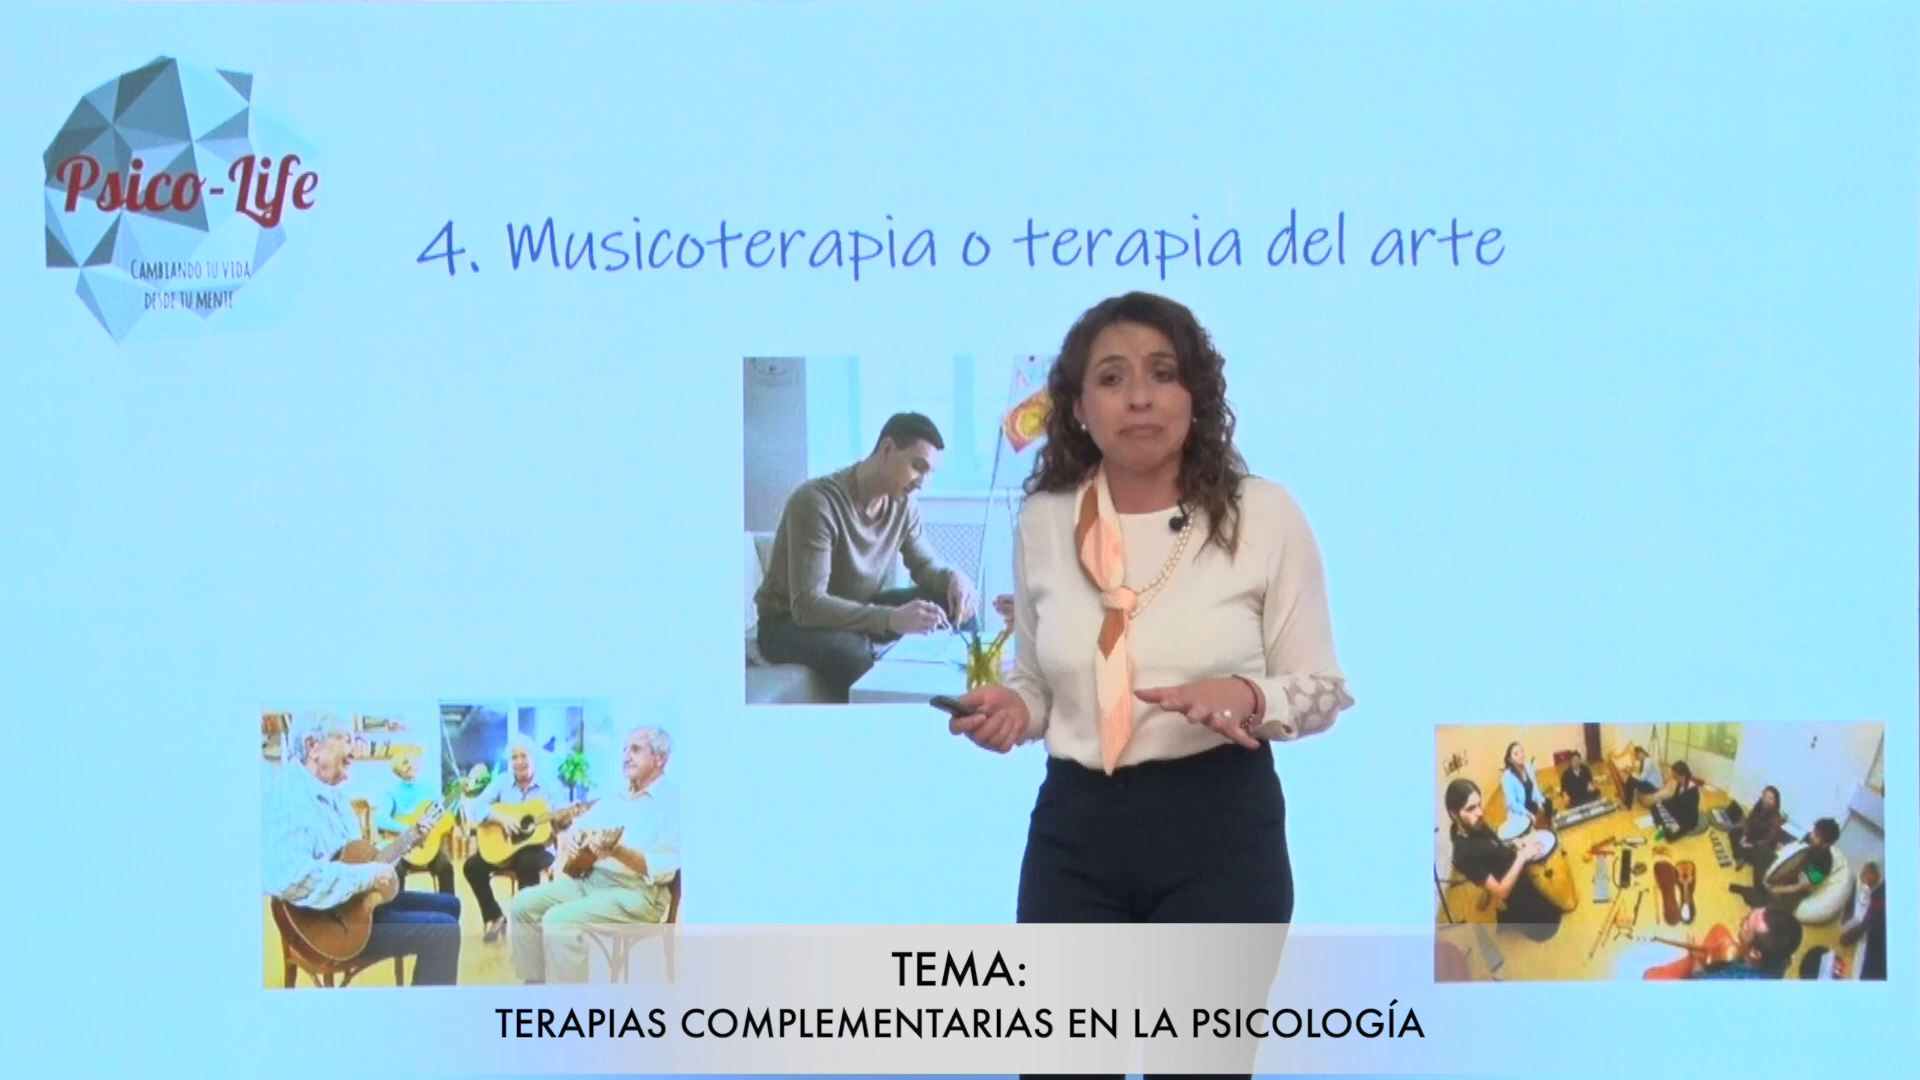 Psico-Life
CAMBIANDO TU VIDA
DESDE TU MENTE
4. Musicoterapia o terapia del arte
TEMA:
TERAPIAS COMPLEMENTARIAS EN LA PSICOLOGÍA